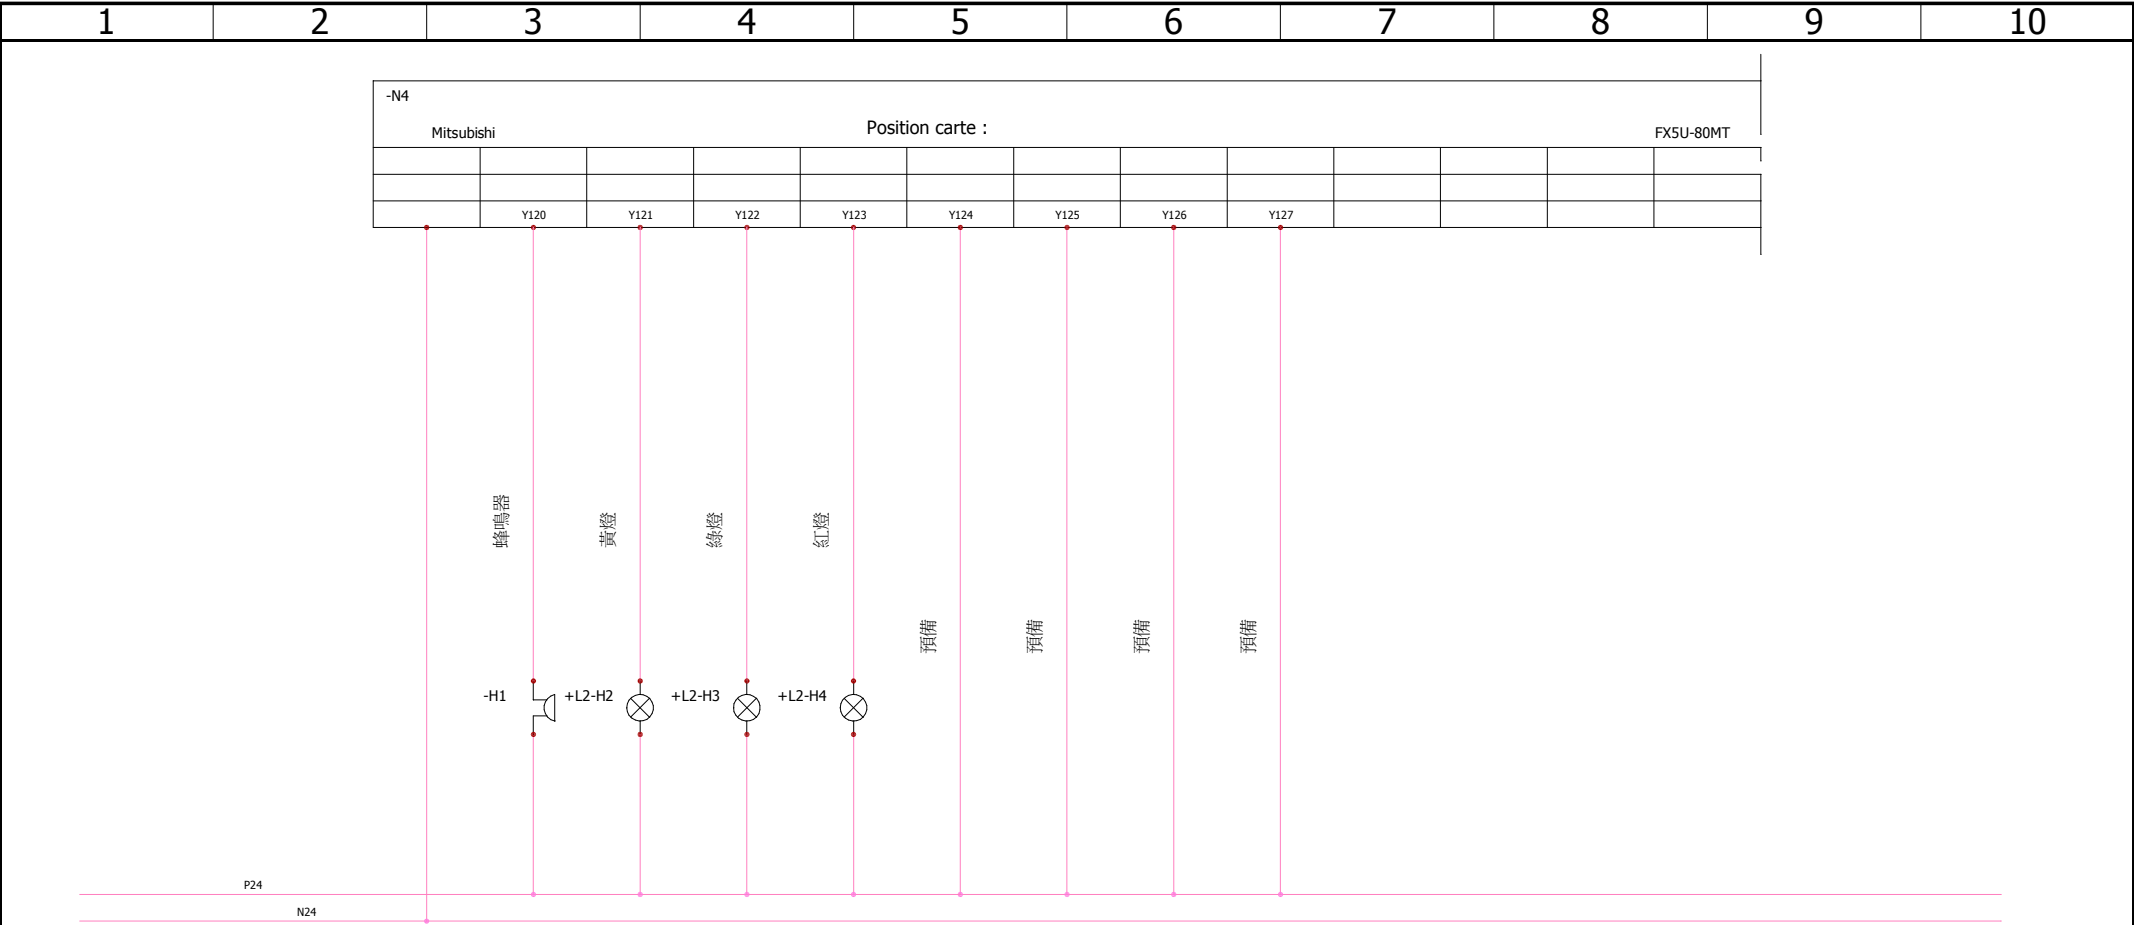 1 2 3 4 5 6 7 8 9 10
-N4
Mitsubishi Position carte : FX5U-80MT
Y120 Y121 Y122 Y123 Y124 Y125 Y126 Y127
蜂鳴器
黃燈
綠燈
紅燈
預備
預備
預備
預備
-H1 +L2-H2 +L2-H3 +L2-H4
P24
N24